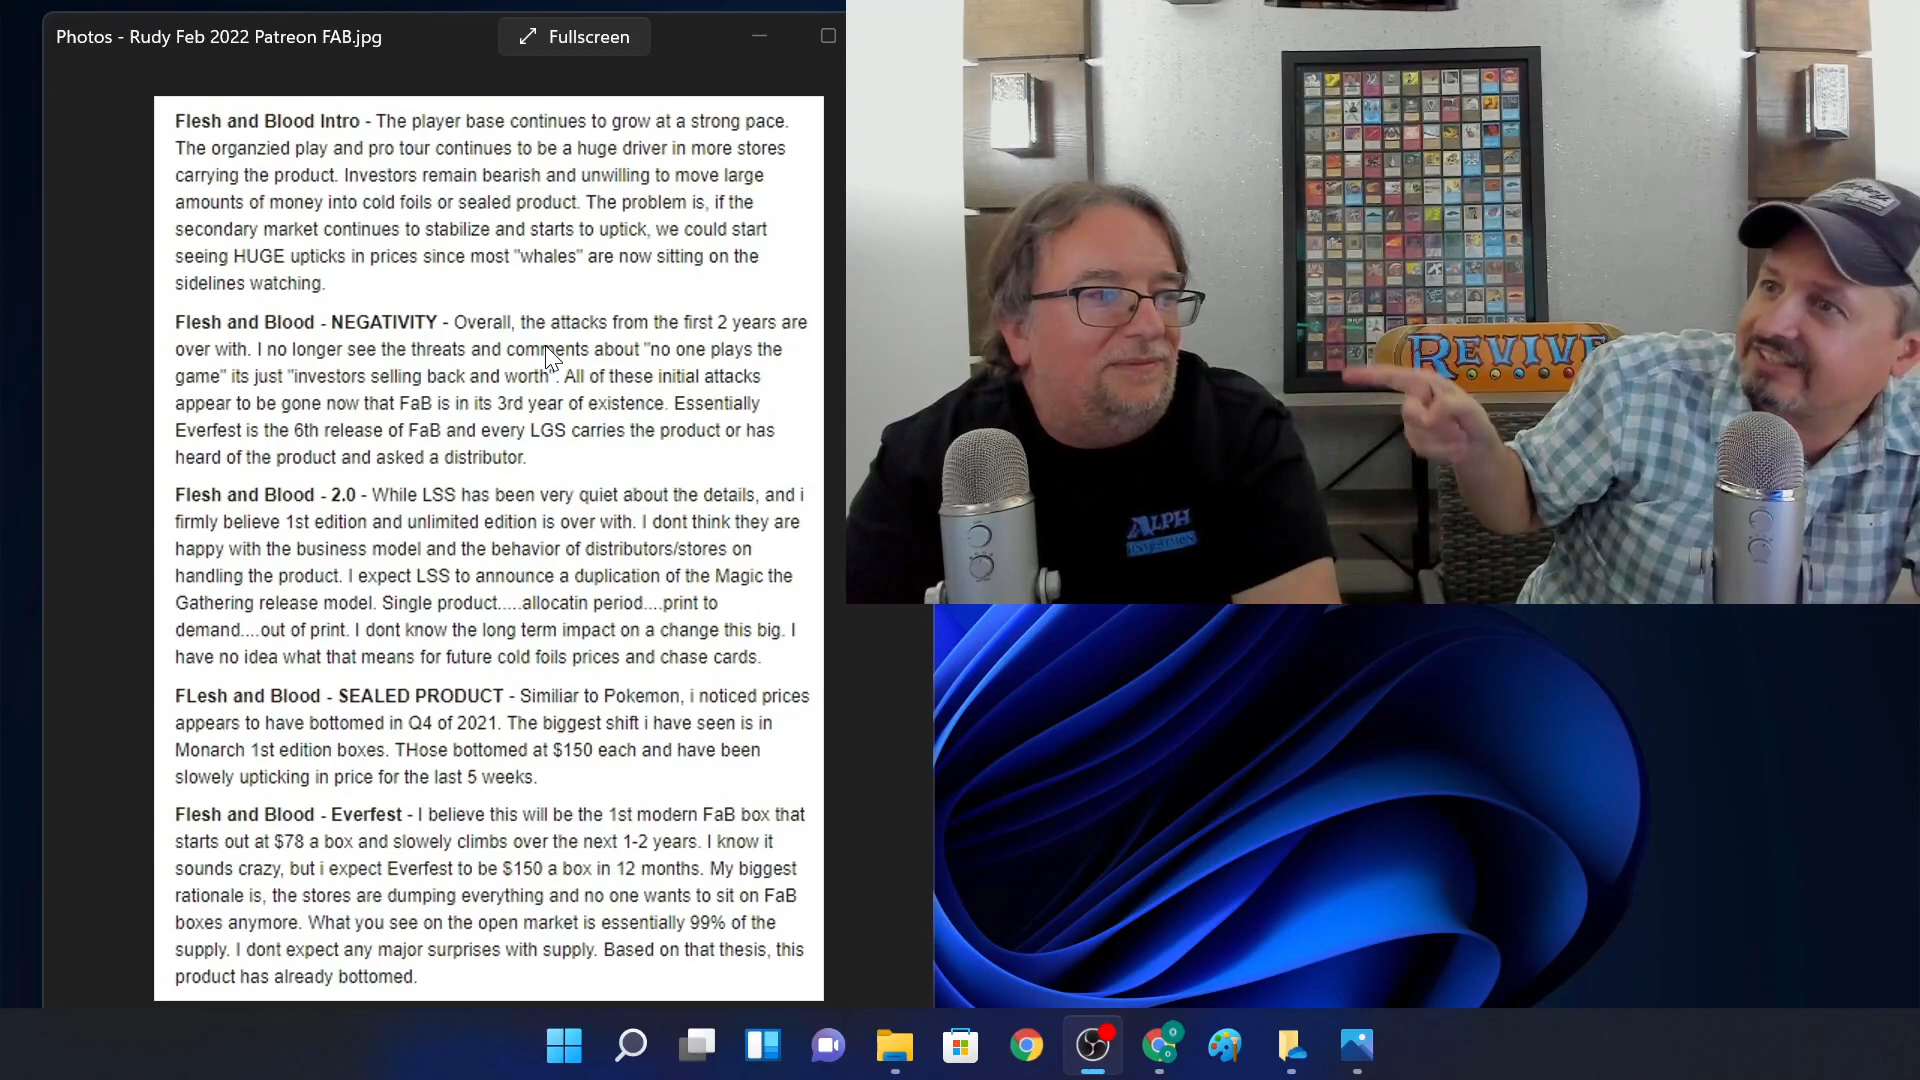 Photos - Rudy Feb 2022 Patreon FAB.jpg
Fullscreen
Flesh and Blood Intro - The player base continues to grow at a strong pace.
The organzied play and pro tour continues to be a huge driver in more stores
carrying the product. Investors remain bearish and unwilling to move large
amounts of money into cold foils or sealed product. The problem is, if the
secondary market continues to stabilize and starts to uptick, we could start
seeing HUGE upticks in prices since most "whales" are now sitting on the
sidelines watching.
Flesh and Blood - NEGATIVITY - Overall, the attacks from the first 2 years are
over with. I no longer see the threats and comments about "no one plays the
game" its just "investors selling back and worth". All of these initial attacks
appear to be gone now that FaB is in its 3rd year of existence. Essentially
Everfest is the 6th release of FaB and every LGS carries the product or has
heard of the product and asked a distributor.
Flesh and Blood - 2.0 - While LSS has been very quiet about the details, and i
firmly believe 1st edition and unlimited edition is over with. I dont think they are
happy with the business model and the behavior of distributors/stores on
handling the product. I expect LSS to announce a duplication of the Magic the
Gathering release model. Single product.....allocatin period....print to
demand....out of print. I dont know the long term impact on a change this big. I
have no idea what that means for future cold foils prices and chase cards.
FLesh and Blood - SEALED PRODUCT - Similiar to Pokemon, i noticed prices
appears to have bottomed in Q4 of 2021. The biggest shift i have seen is in
Monarch 1st edition boxes. THose bottomed at $150 each and have been
slowely upticking in price for the last 5 weeks.
Flesh and Blood - Everfest - I believe this will be the 1st modern FaB box that
starts out at $78 a box and slowely climbs over the next 1-2 years. I know it
sounds crazy, but i expect Everfest to be $150 a box in 12 months. My biggest
rationale is, the stores are dumping everything and no one wants to sit on FaB
boxes anymore. What you see on the open market is essentially 99% of the
supply. I dont expect any major surprises with supply. Based on that thesis, this
product has already bottomed.
REVIVE
ALPH
INVESTMEN